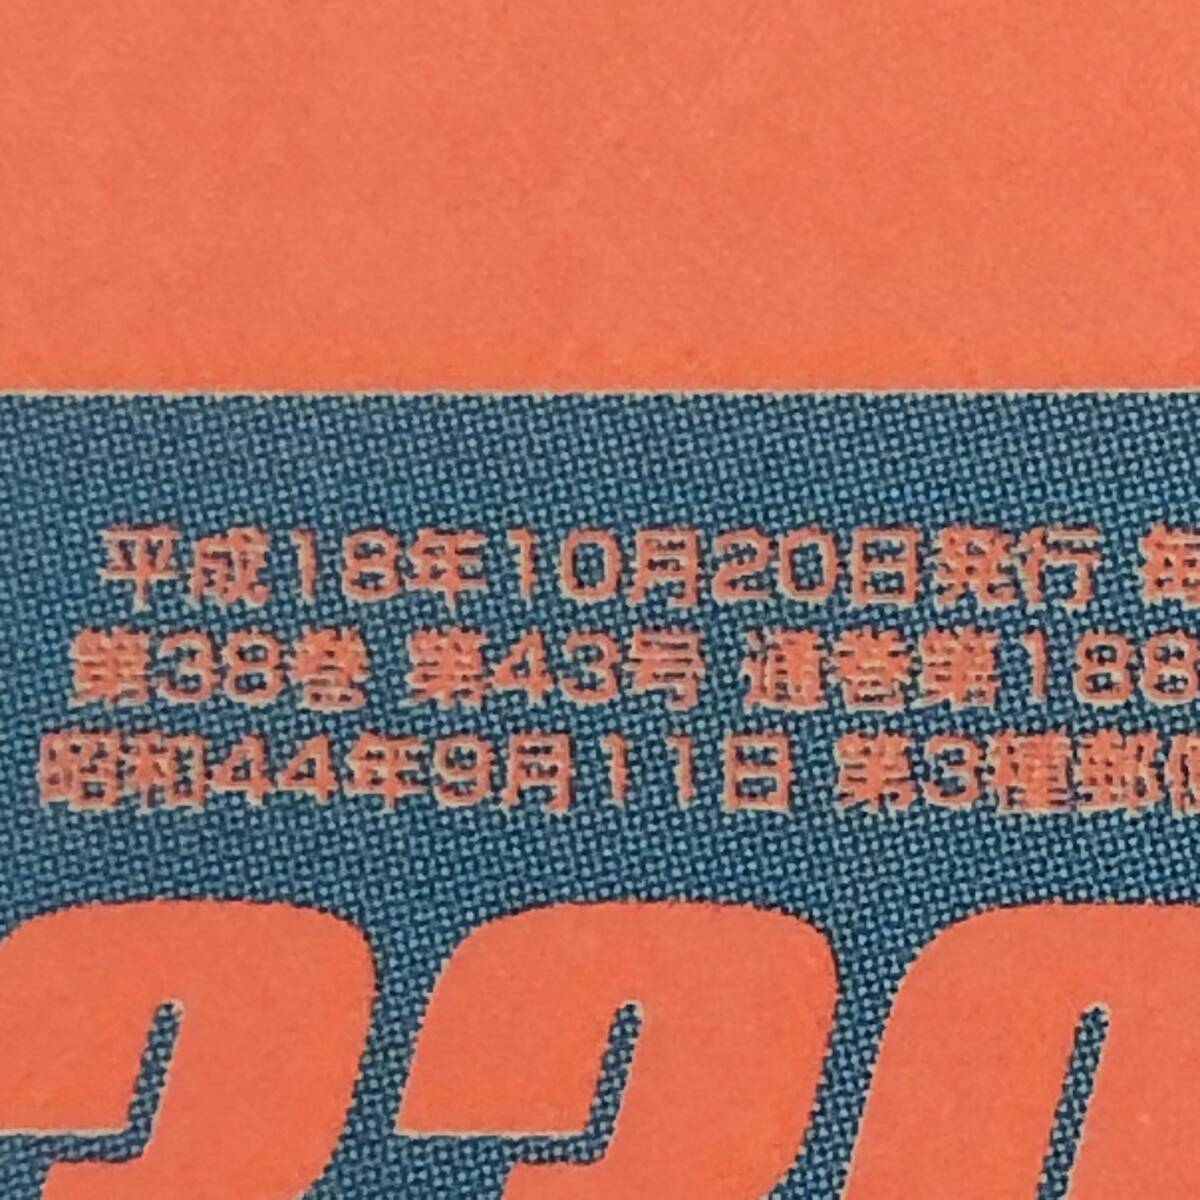 平成18年10月20日発行 毎
第38巻 第43号 通巻第188
昭和44年9月11日 第3種郵便